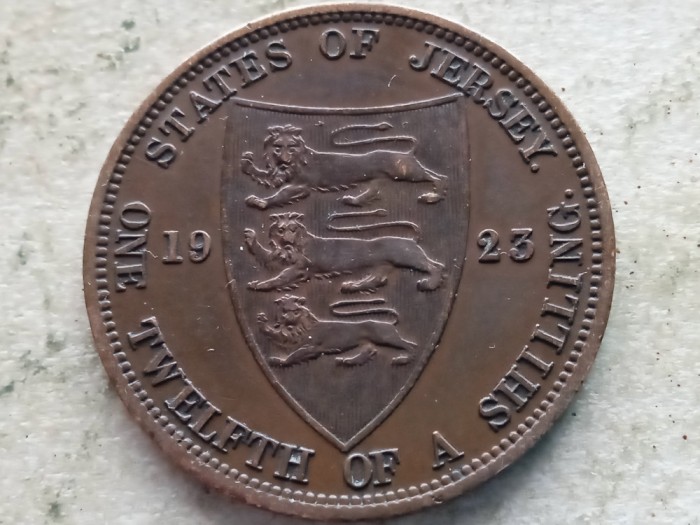 STATES OF JERSEY.
19 23
ONE TWELFTH OF A SHILLING.